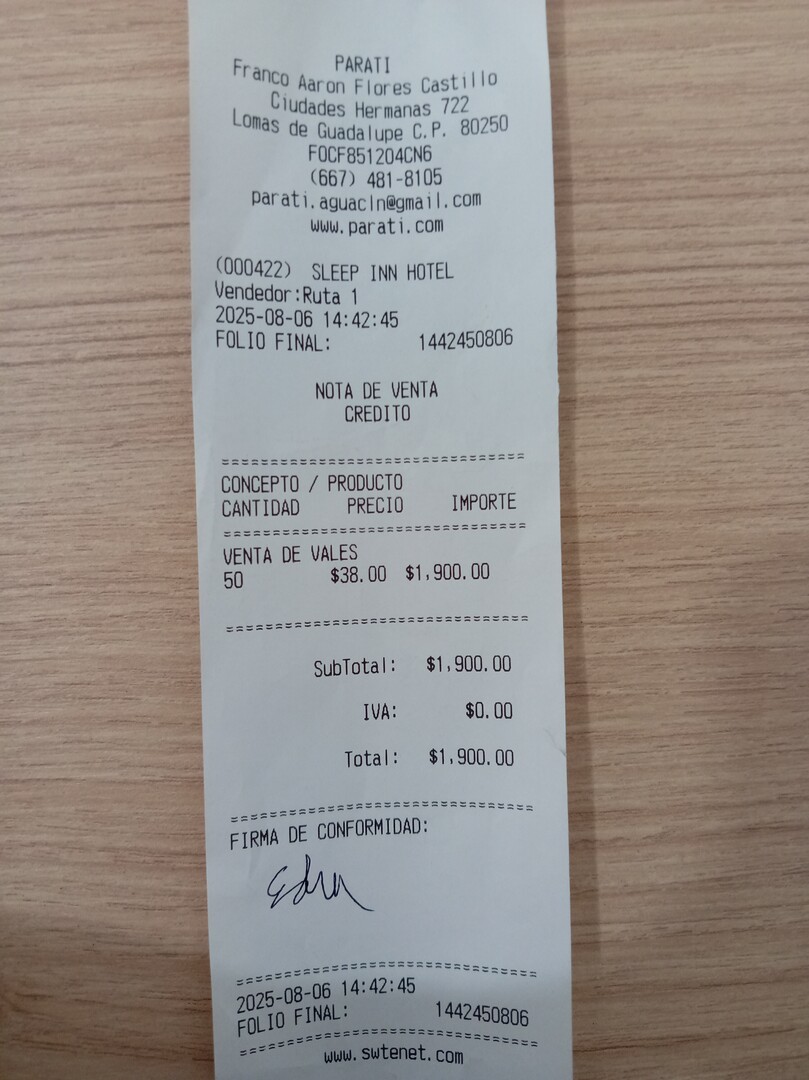 PARATI
Franco Aaron Flores Castillo
Ciudades Hermanas 722
Lomas de Guadalupe C.P. 80250
FOCF851204CN6
(667) 481-8105
parati.aguacln@gmail.com
www.parati.com
(000422) SLEEP INN HOTEL
Vendedor:Ruta 1
2025-08-06 14:42:45
FOLIO FINAL: 1442450806
NOTA DE VENTA
CREDITO
CONCEPTO / PRODUCTO
CANTIDAD PRECIO IMPORTE
VENTA DE VALES
50 $38.00 $1,900.00
SubTotal: $1,900.00
IVA: $0.00
Total: $1,900.00
FIRMA DE CONFORMIDAD:
2025-08-06 14:42:45
FOLIO FINAL: 1442450806
www.swtenet.com